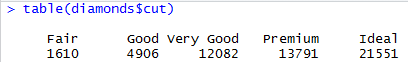 > table(diamonds$cut)
Fair Good Very Good Premium Ideal
1610 4906 12082 13791 21551